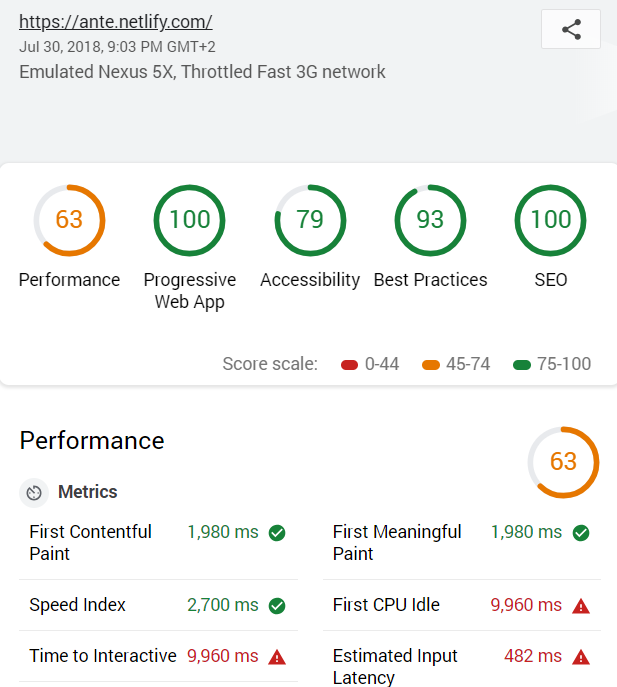 https://ante.netlify.com/
Jul 30, 2018, 9:03 PM GMT+2
Emulated Nexus 5X, Throttled Fast 3G network
63
100
79
93
100
Performance
Progressive
Web App
Accessibility
Best Practices
SEO
Score scale:
0-44
45-74
75-100
Performance
63
Metrics
First Contentful
Paint
1,980 ms
First Meaningful
Paint
1,980 ms
Speed Index
2,700 ms
First CPU Idle
9,960 ms
Time to Interactive
9,960 ms
Estimated Input
Latency
482 ms